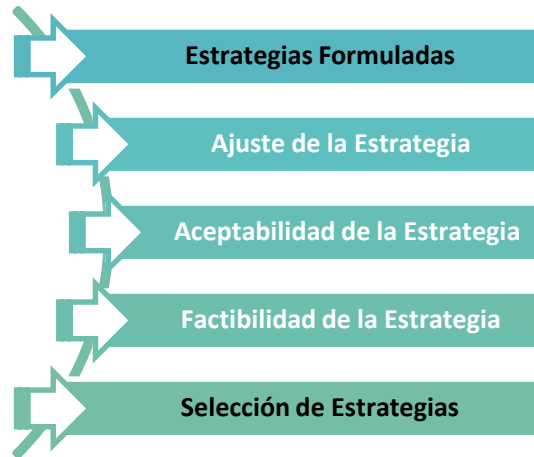 Estrategias Formuladas
Ajuste de la Estrategia
Aceptabilidad de la Estrategia
Factibilidad de la Estrategia
Selección de Estrategias